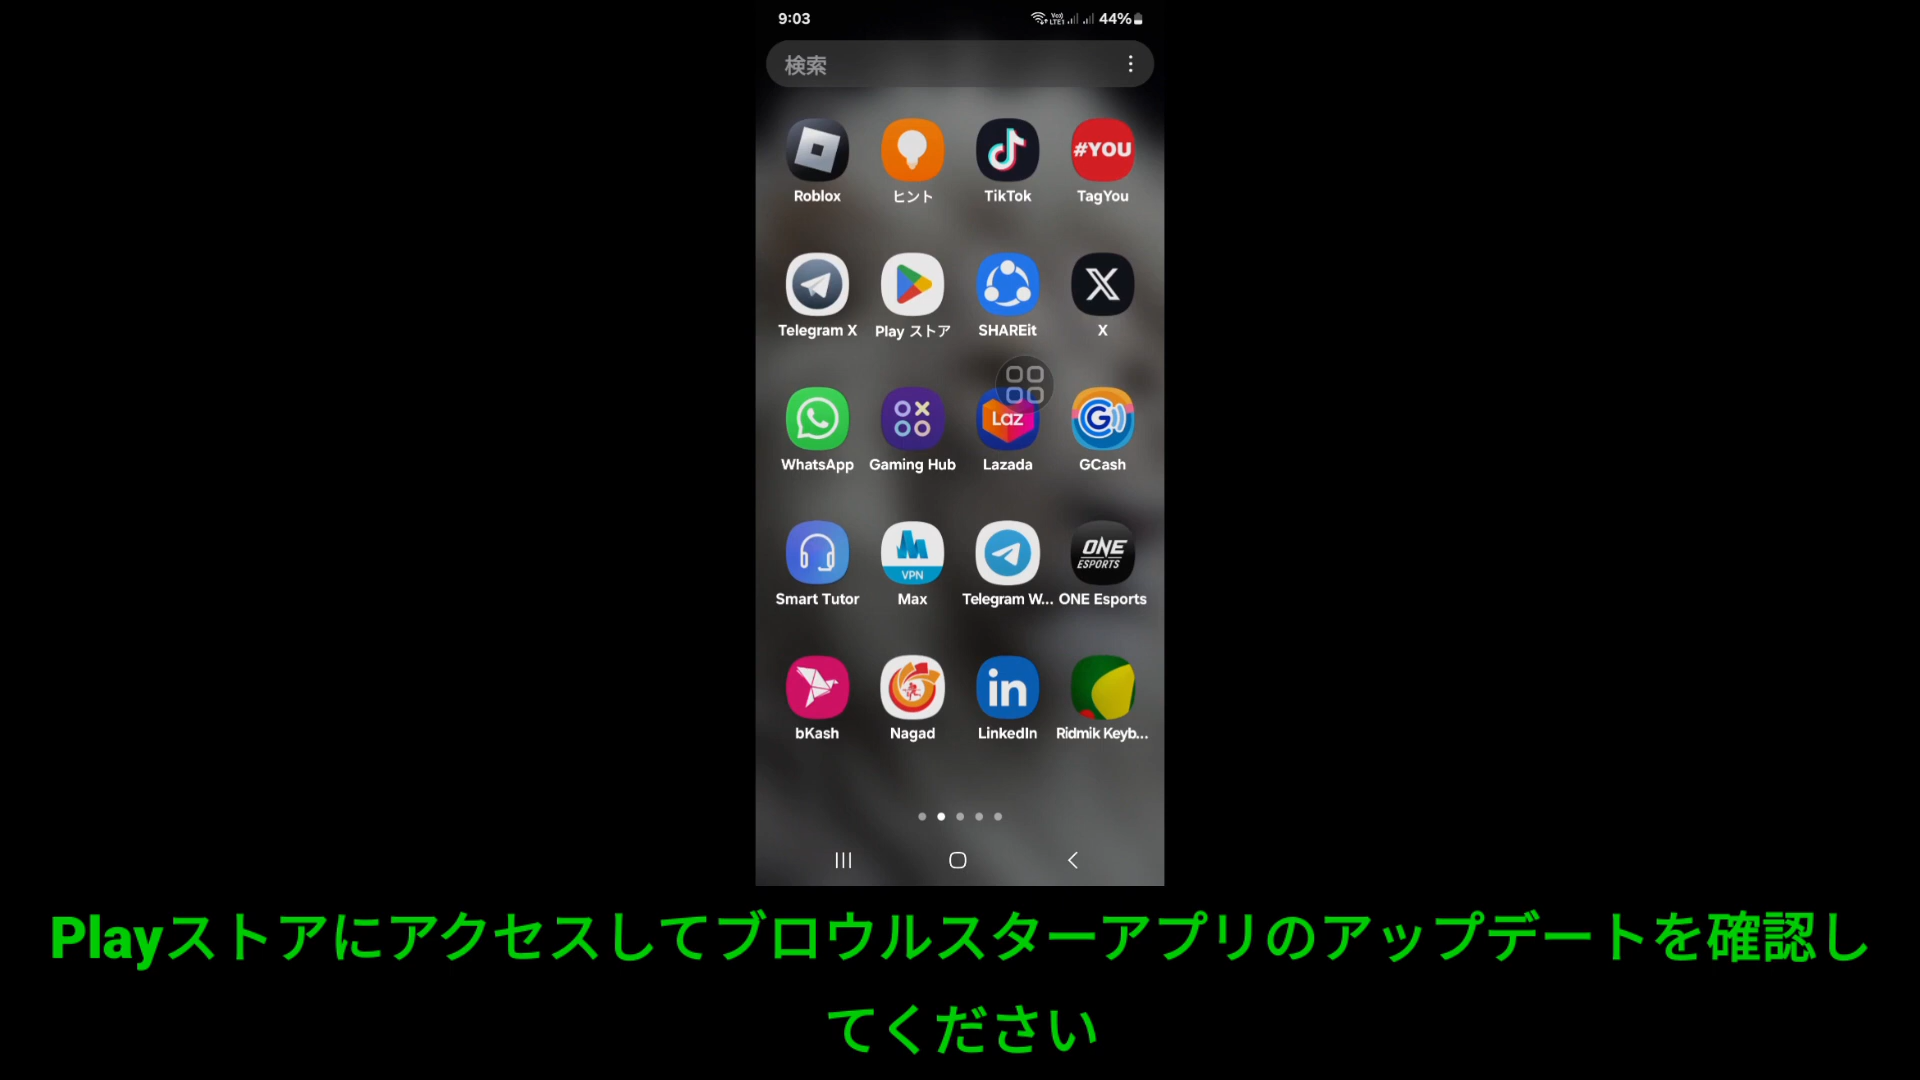 9:03
Vo)) LTE1 44%
検索
#YOU
Roblox ヒント TikTok TagYou
Telegram X Play ストア SHAREit X
Laz
WhatsApp Gaming Hub Lazada GCash
VPN ONE ESPORTS
Smart Tutor Max Telegram W... ONE Esports
in
bKash Nagad LinkedIn Ridmik Keyb...
Playストアにアクセスしてブロウルスターアプリのアップデートを確認し
てください